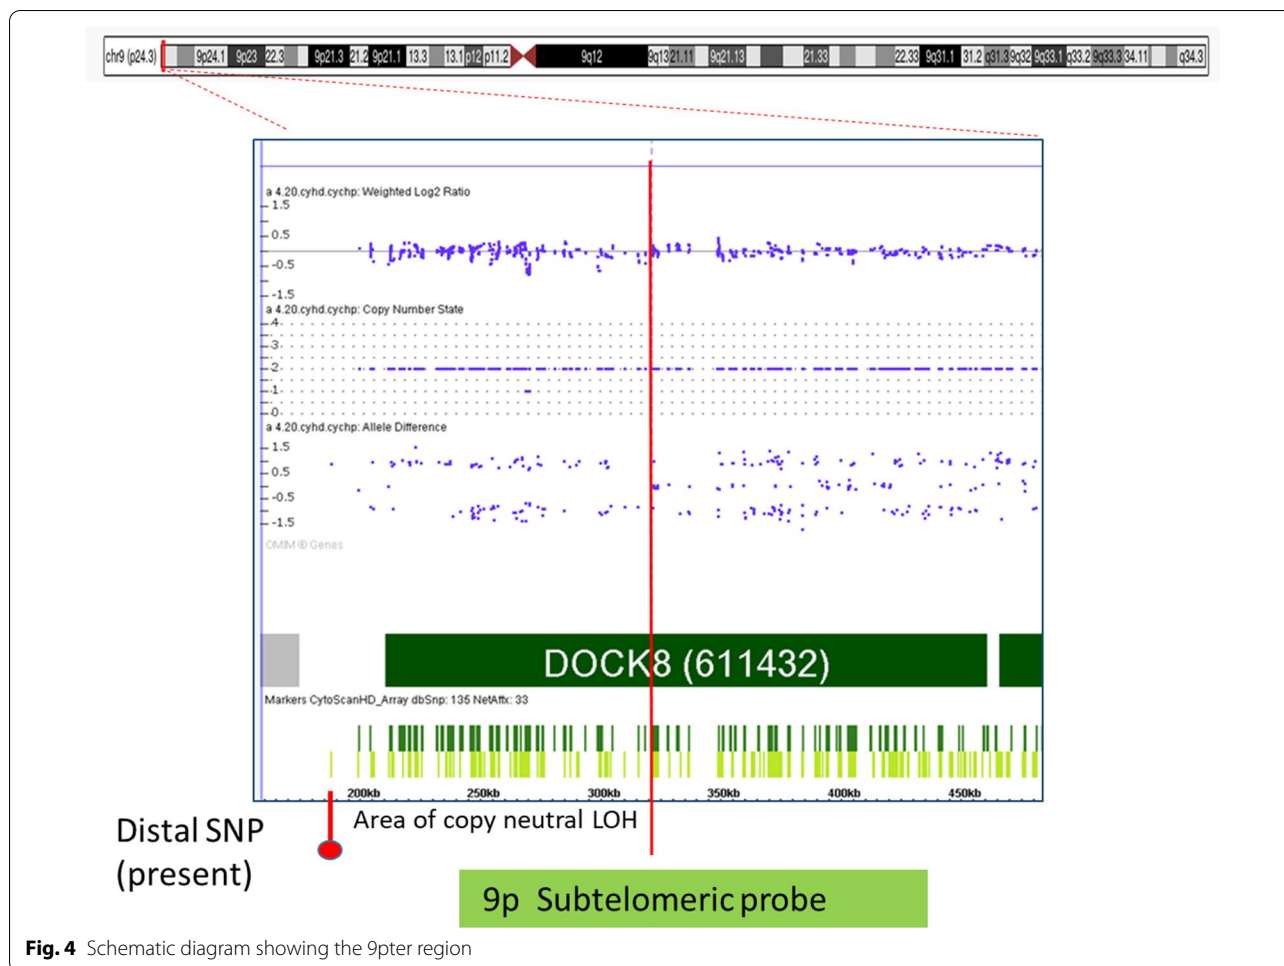 chr9 (p24.3) 9p24.1 9p23 22.3 9p21.3 21.2 9p21.1 13.3 13.1 p12 p11.2 9q12 9q13 21.11 9q21.13 21.33 22.33 9q31.1 31.2 q31.3 9q32 9q33.1 q33.2 9q33.3 34.11 q34.3
a 4.20.cyhd.cychp: Weighted Log2 Ratio
1.5
0.5
-0.5
-1.5
a 4.20.cyhd.cychp: Copy Number State
4
3
2
1
0
a 4.20.cyhd.cychp: Allele Difference
1.5
0.5
-0.5
-1.5
OMIM ® Genes
DOCK8 (611432)
Markers CytoScanHD_Array dbSnp: 135 NetAffx: 33
200kb 250kb 300kb 350kb 400kb 450kb
Area of copy neutral LOH
Distal SNP
(present)
9p Subtelomeric probe
Fig. 4 Schematic diagram showing the 9pter region